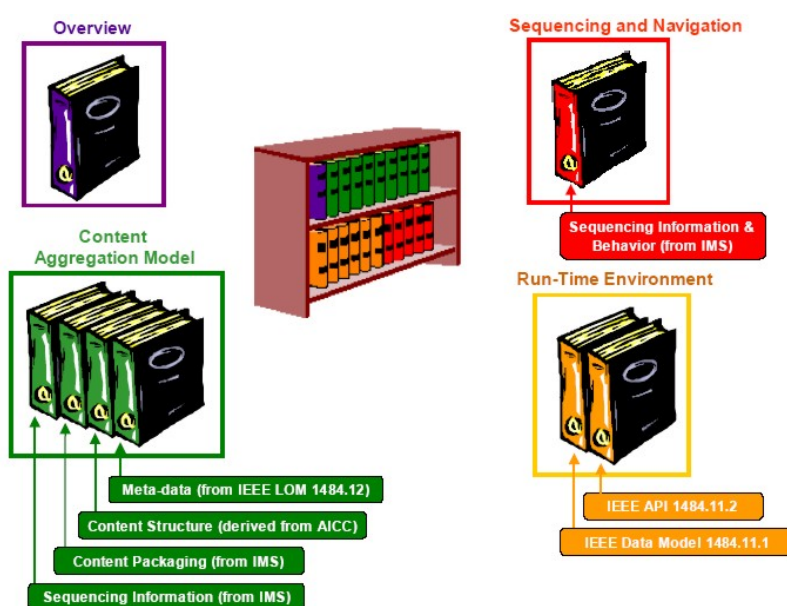 Overview
Sequencing and Navigation
Sequencing Information &
Behavior (from IMS)
Content
Aggregation Model
Run-Time Environment
Meta-data (from IEEE LOM 1484.12)
Content Structure (derived from AICC)
Content Packaging (from IMS)
Sequencing Information (from IMS)
IEEE API 1484.11.2
IEEE Data Model 1484.11.1